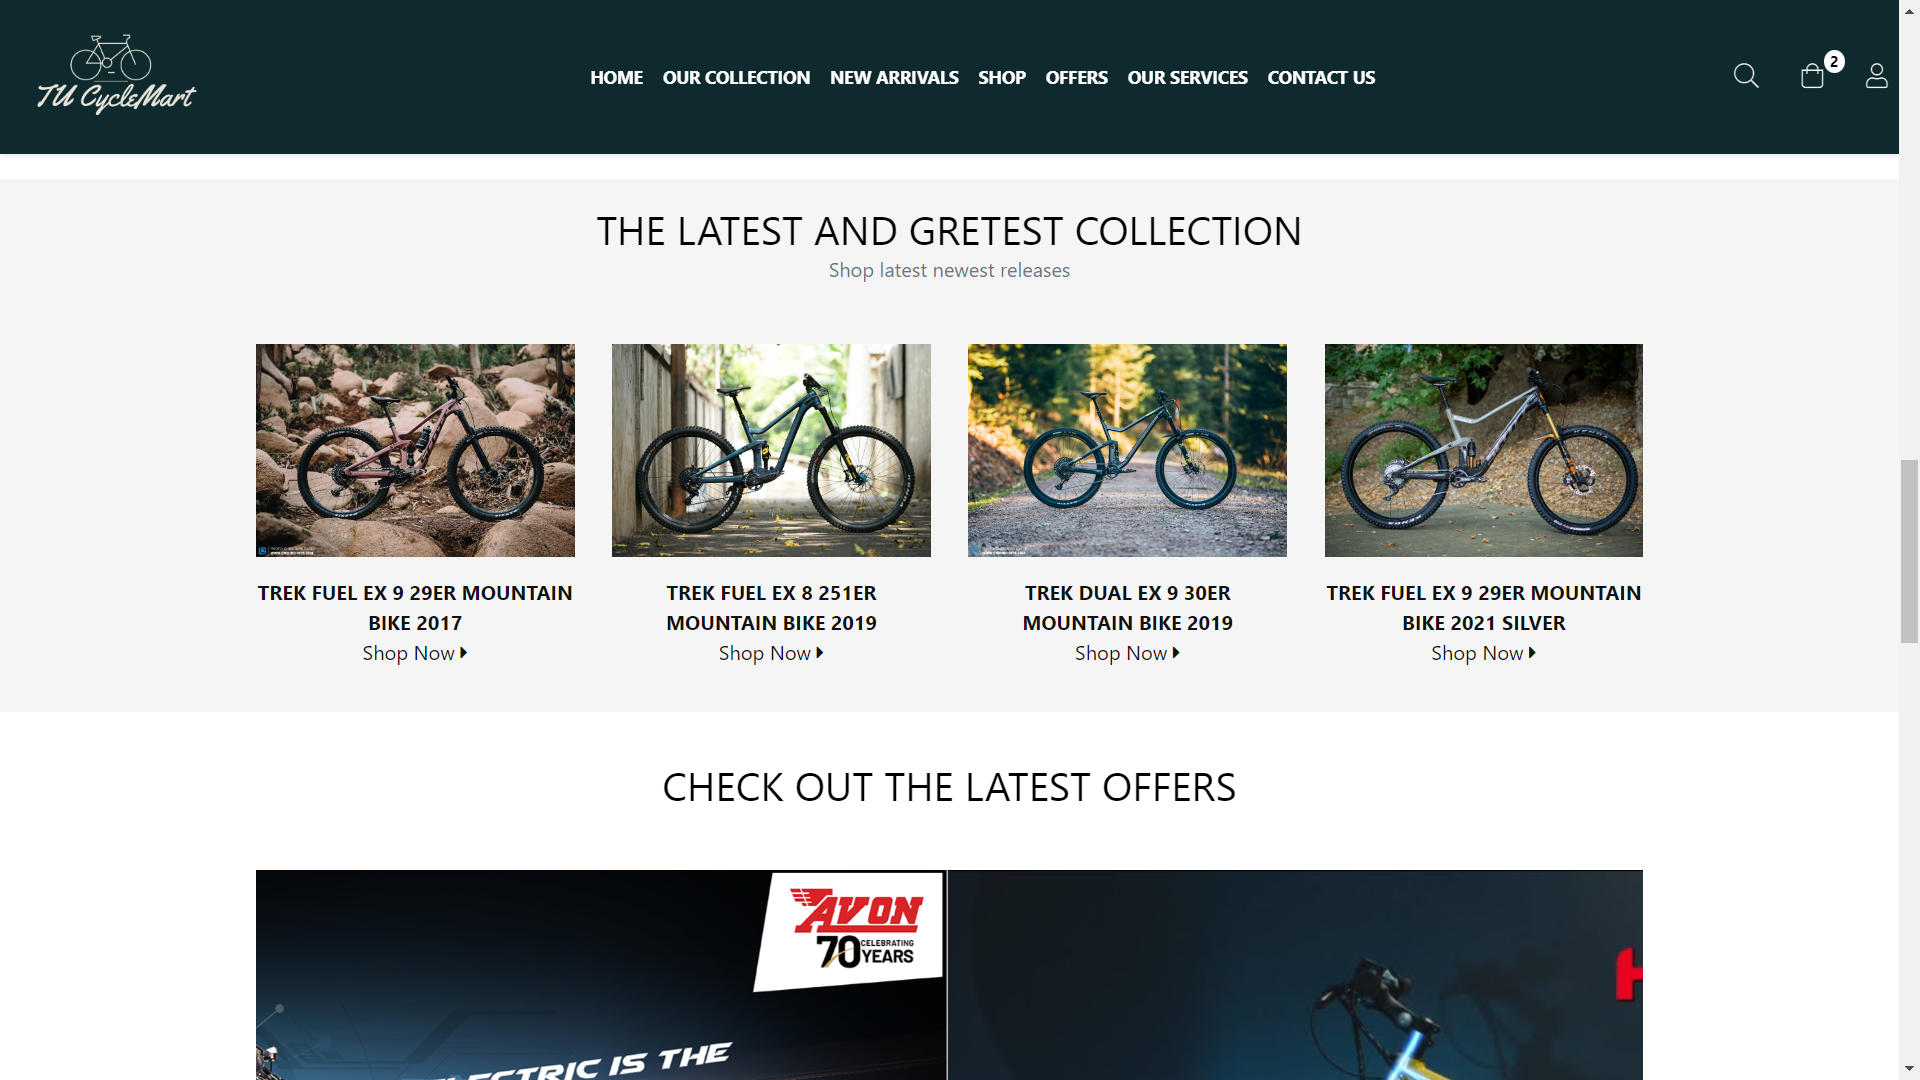 TU CycleMart
HOME OUR COLLECTION NEW ARRIVALS SHOP OFFERS OUR SERVICES CONTACT US
2
THE LATEST AND GRETEST COLLECTION
Shop latest newest releases
TREK FUEL EX 9 29ER MOUNTAIN
BIKE 2017
Shop Now
TREK FUEL EX 8 251ER
MOUNTAIN BIKE 2019
Shop Now
TREK DUAL EX 9 30ER
MOUNTAIN BIKE 2019
Shop Now
TREK FUEL EX 9 29ER MOUNTAIN
BIKE 2021 SILVER
Shop Now
CHECK OUT THE LATEST OFFERS
AVON
70 CELEBRATING
YEARS
IS THE